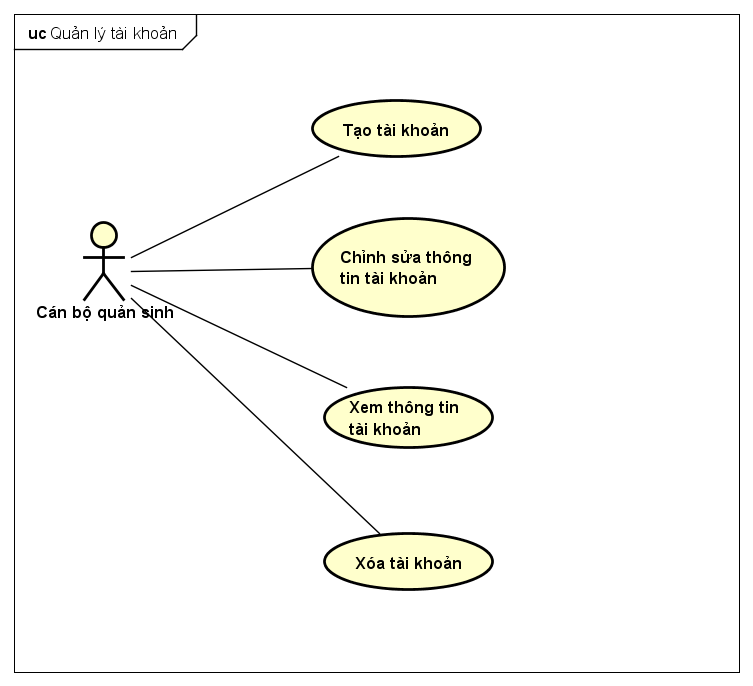 uc Quản lý tài khoản
Tạo tài khoản
Chỉnh sửa thông
tin tài khoản
Cán bộ quản sinh
Xem thông tin
tài khoản
Xóa tài khoản